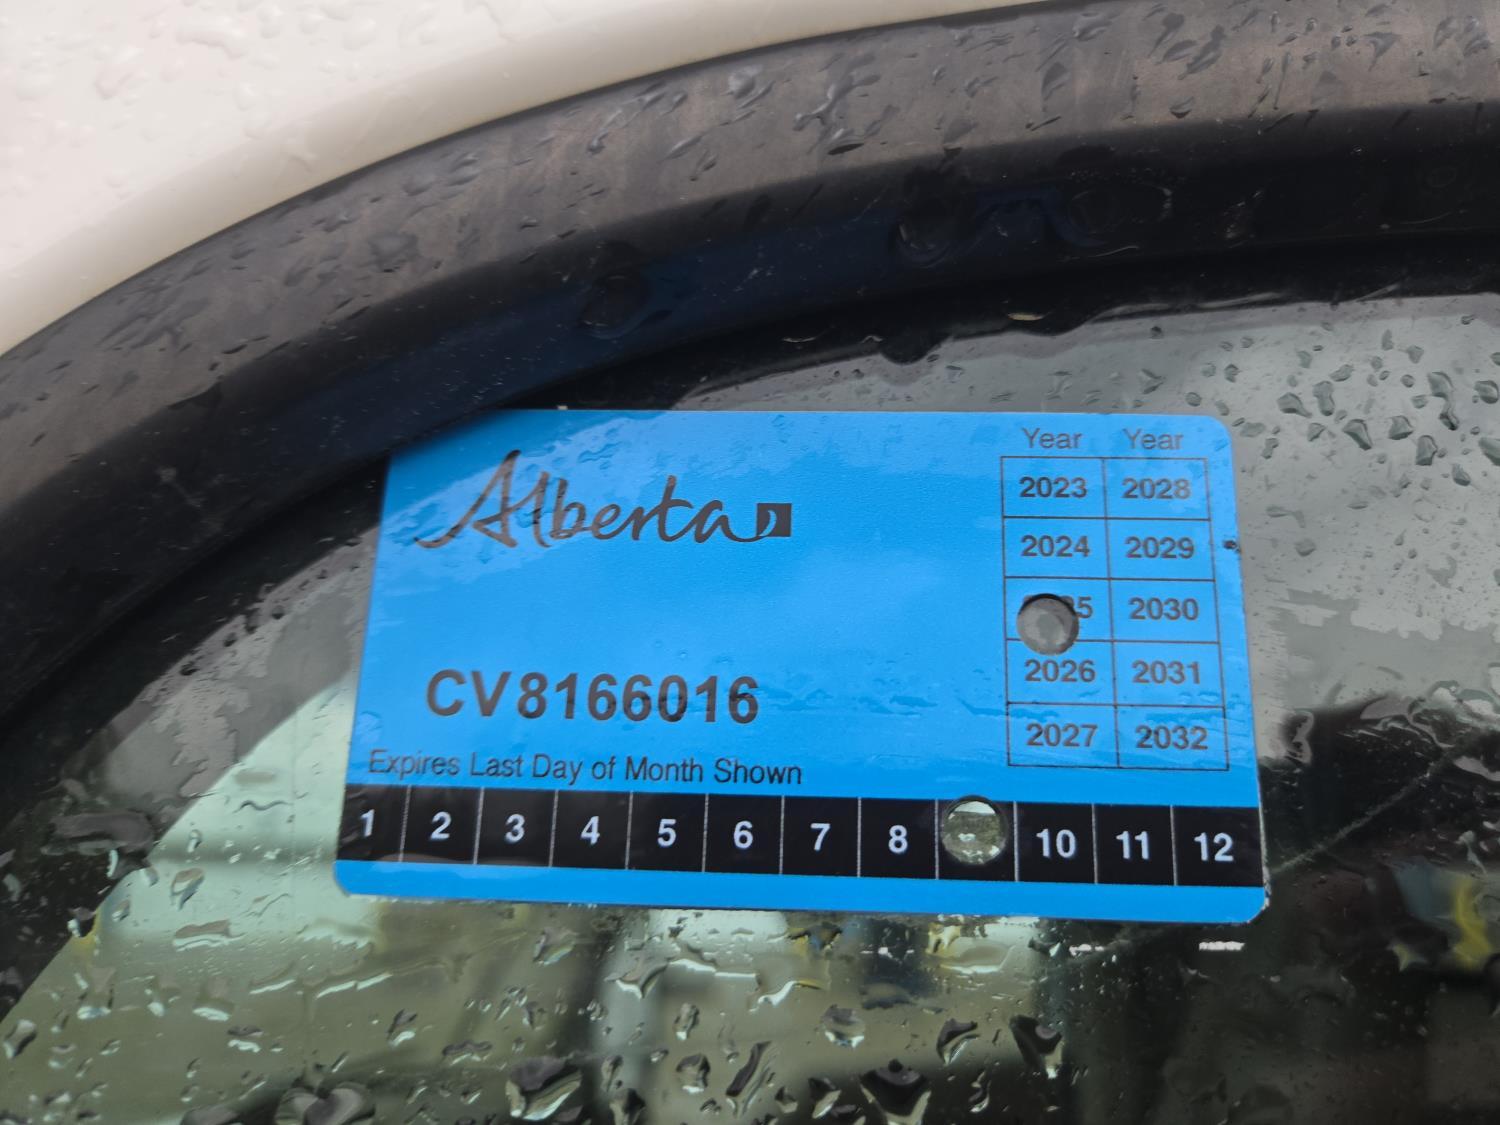 Alberta
Year Year
2023 2028
2024 2029
5 2030
2026 2031
2027 2032
CV8166016
Expires Last Day of Month Shown
1 2 3 4 5 6 7 8 10 11 12